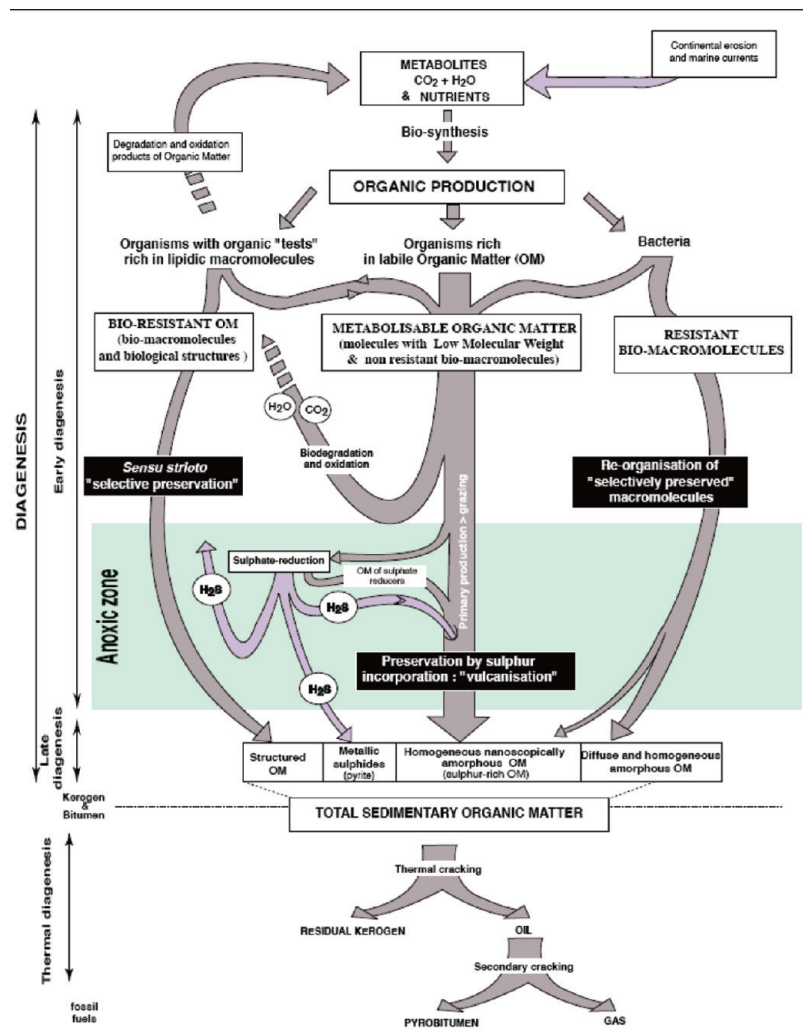 METABOLITES
CO2 + H2O
& NUTRIENTS
Continental erosion
and marine currents
Bio-synthesis
Degradation and oxidation
products of Organic Matter
ORGANIC PRODUCTION
Organisms with organic "tests"
rich in lipidic macromolecules
Organisms rich
in labile Organic Matter (OM)
Bacteria
BIO-RESISTANT OM
(bio-macromolecules
and biological structures )
METABOLISABLE ORGANIC MATTER
(molecules with Low Molecular Weight
& non resistant bio-macromolecules)
RESISTANT
BIO-MACROMOLECULES
H2O
CO2
Biodegradation
and oxidation
DIAGENESIS
Early diagenesis
Sensu strioto
"selective preservation"
Primary production > grazing
Re-organisation of
"selectively preserved"
macromolecules
Anoxic zone
Sulphate-reduction
OM of sulphate
reducers
H2S
H2S
H2S
Preservation by sulphur
incorporation : "vulcanisation"
Late
diagenesis
Structured
OM
Metallic
sulphides
(pyrite)
Homogeneous nanoscopically
amorphous OM
(sulphur-rich OM)
Diffuse and homogeneous
amorphous OM
Kerogen
&
Bitumen
TOTAL SEDIMENTARY ORGANIC MATTER
Thermal diagenesis
Thermal cracking
RESIDUAL KEROGEN
OIL
Secondary cracking
fossil
fuels
PYROBITUMEN
GAS